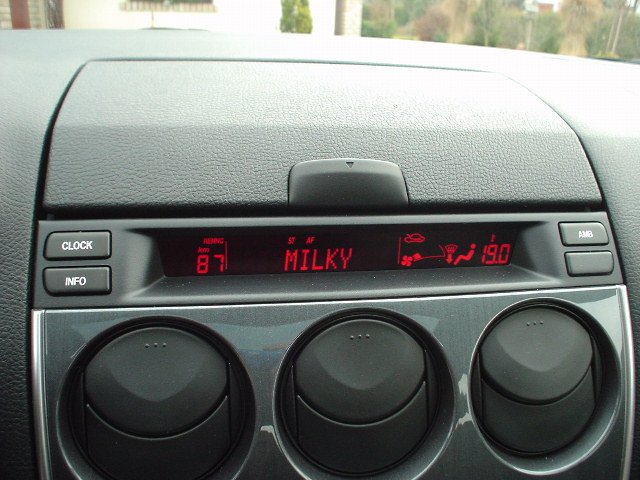 CLOCK
INFO
REMNG
km
87
ST AF
MILKY
19.0
AMB